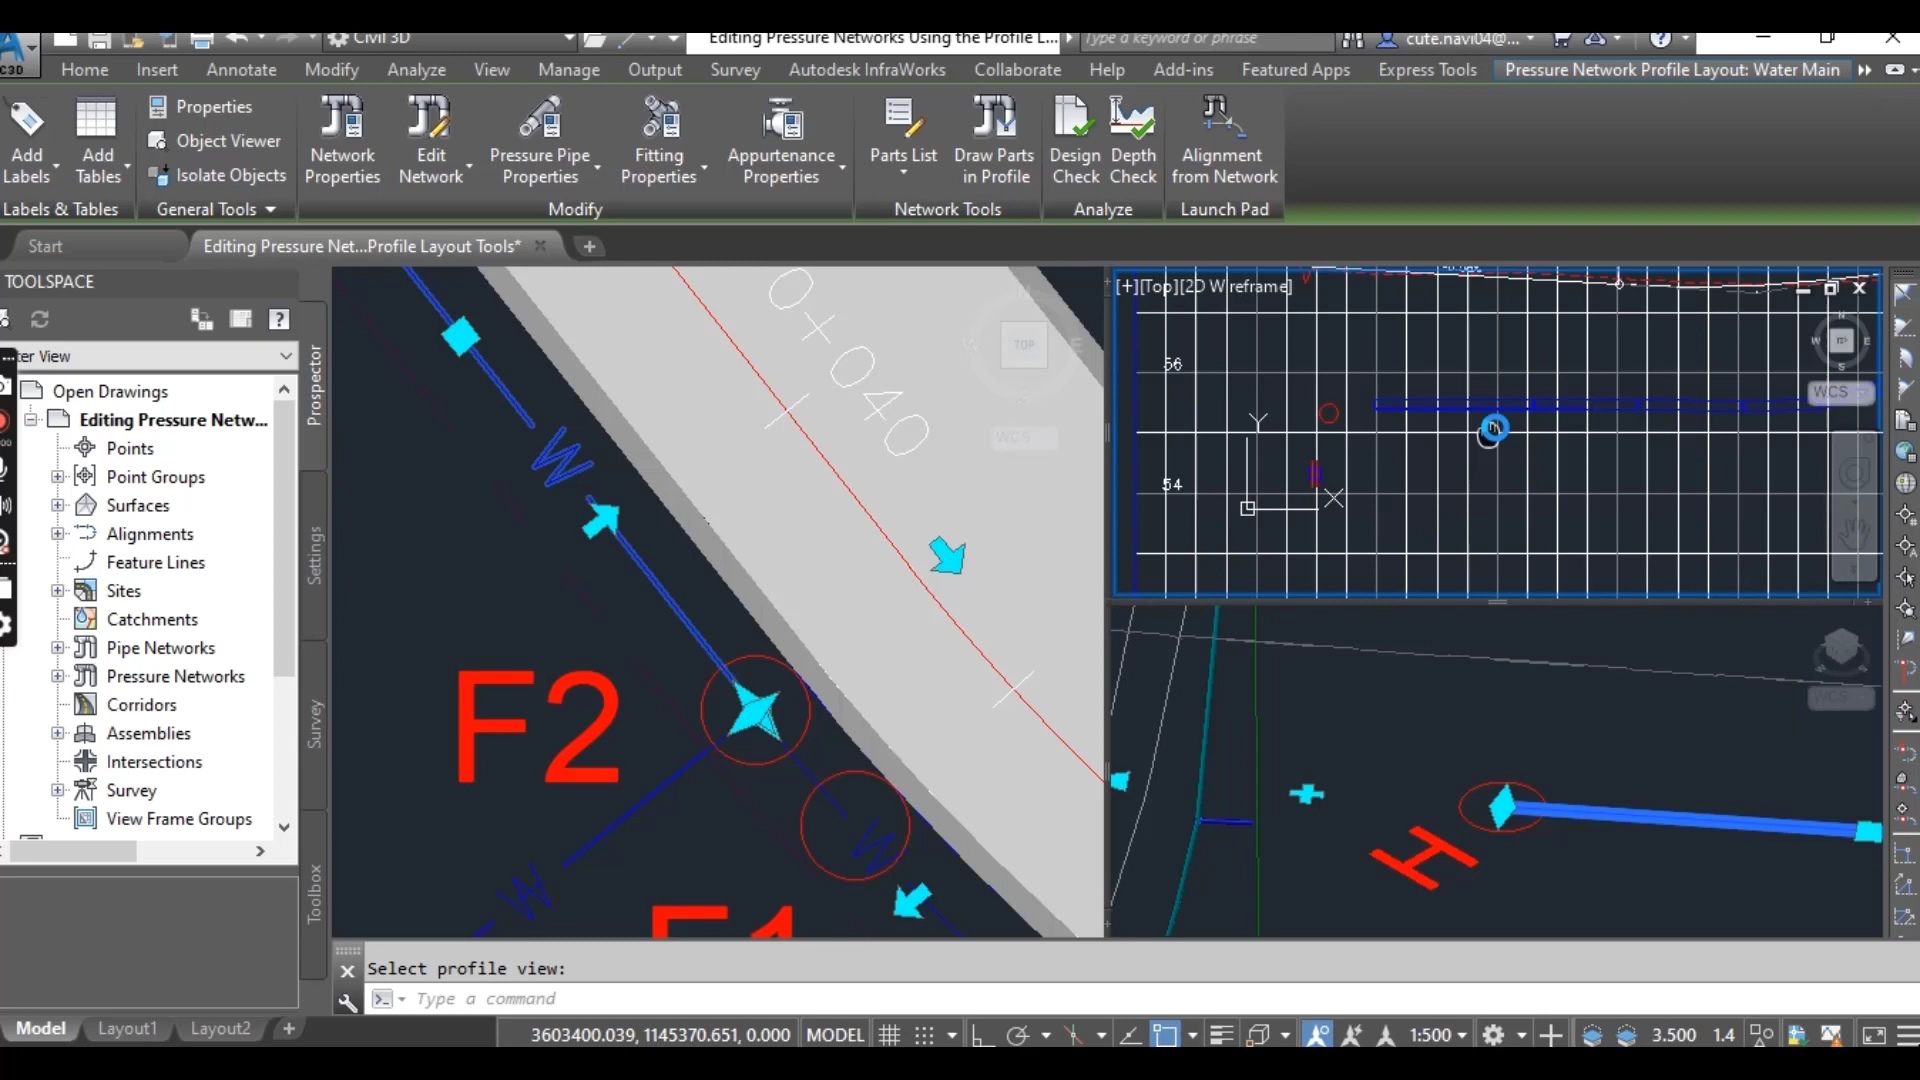 Civil 3D
Editing Pressure Networks Using the Profile L...
Type a keyword or phrase
cute.navi04@...
C3D
Home Insert Annotate Modify Analyze View Manage Output Survey Autodesk InfraWorks Collaborate Help Add-ins Featured Apps Express Tools Pressure Network Profile Layout: Water Main
Add Labels
Add Tables
Properties
Object Viewer
Isolate Objects
Network Properties
Edit Network
Pressure Pipe Properties
Fitting Properties
Appurtenance Properties
Parts List
Draw Parts in Profile
Design Check
Depth Check
Alignment from Network
Labels & Tables
General Tools
Modify
Network Tools
Analyze
Launch Pad
Start
Editing Pressure Net...Profile Layout Tools*
TOOLSPACE
ter View
Open Drawings
Editing Pressure Netw...
Points
Point Groups
Surfaces
Alignments
Feature Lines
Sites
Catchments
Pipe Networks
Pressure Networks
Corridors
Assemblies
Intersections
Survey
View Frame Groups
Prospector
Settings
Survey
Toolbox
0+040
TOP
WCS
W
F2
W
W
F1
[+][Top][2D Wireframe]
56
54
Y
X
N
W
E
S
WCS
H
WCS
Select profile view:
Type a command
Model Layout1 Layout2
3603400.039, 1145370.651, 0.000 MODEL
1:500
3.500 1.4